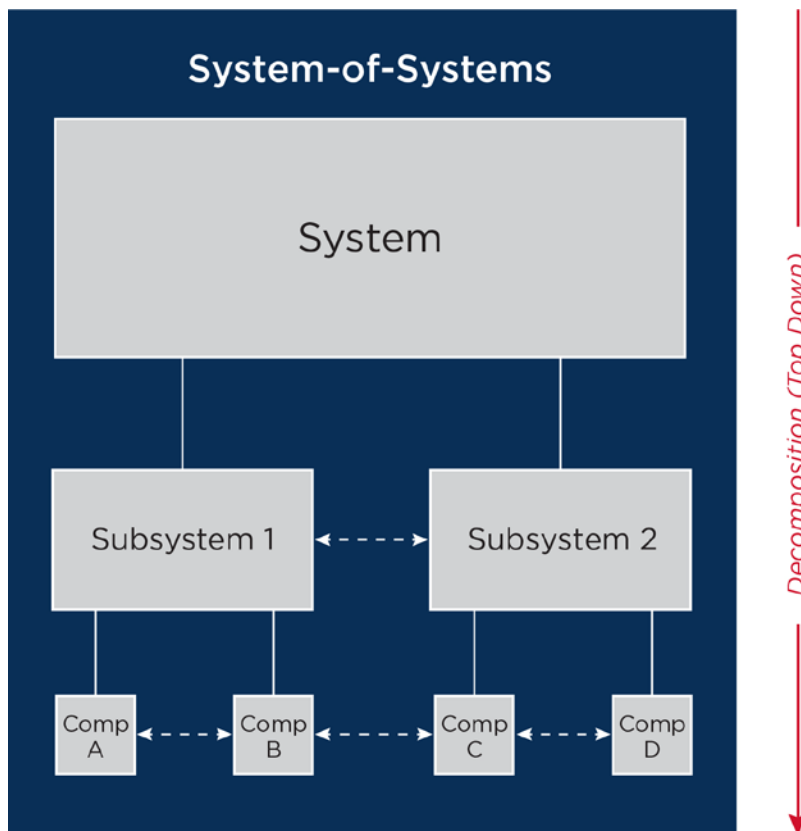 System-of-Systems
System
Subsystem 1
Subsystem 2
Comp
A
Comp
B
Comp
C
Comp
D
Decomposition (Top Down)